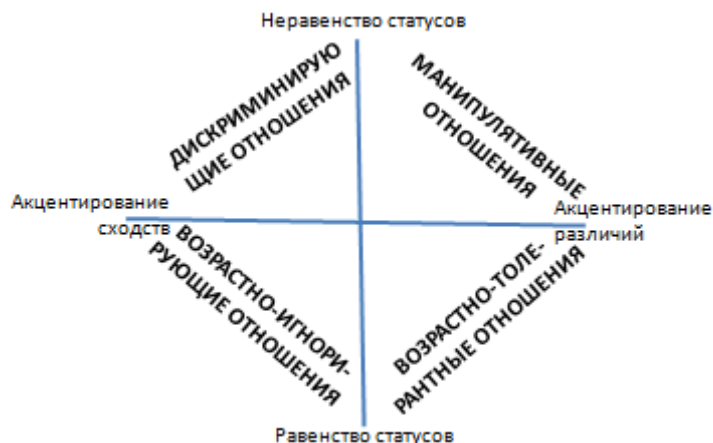 Неравенство статусов
ДИСКРИМИНИРУЮ
ЩИЕ ОТНОШЕНИЯ
МАНИПУЛЯТИВНЫЕ
ОТНОШЕНИЯ
Акцентирование
сходств
Акцентирование
различий
ВОЗРАСТНО-ИГНОРИ-
РУЮЩИЕ ОТНОШЕНИЯ
ВОЗРАСТНО-ТОЛЕ-
РАНТНЫЕ ОТНОШЕНИЯ
Равенство статусов